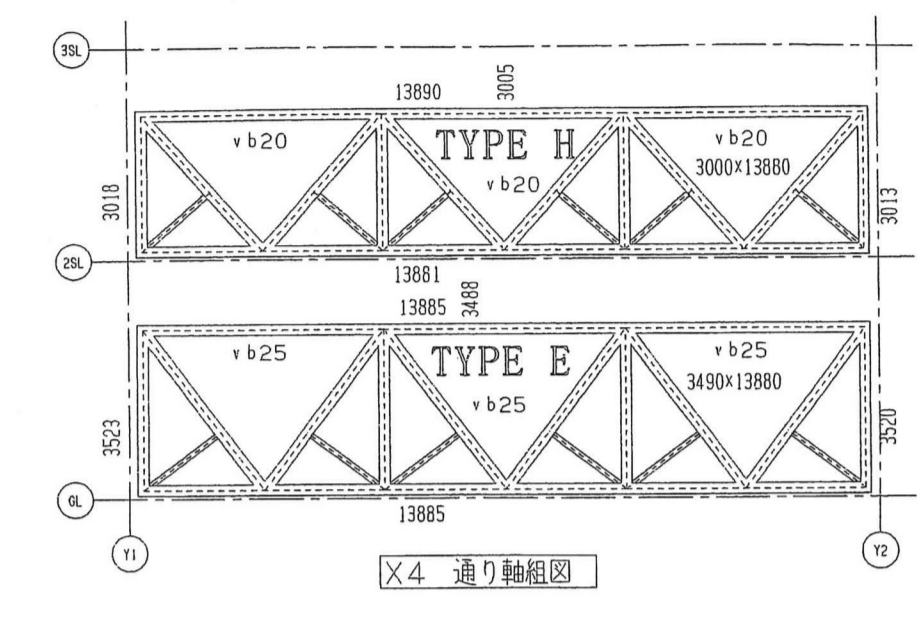 3SL
13890
3005
vb20
TYPE H
vb20
vb20
3000×13880
3018
3013
2SL
13881
13885
3488
vb25
TYPE E
vb25
vb25
3490×13880
3523
3520
GL
13885
Y1
Y2
X4 通り軸組図